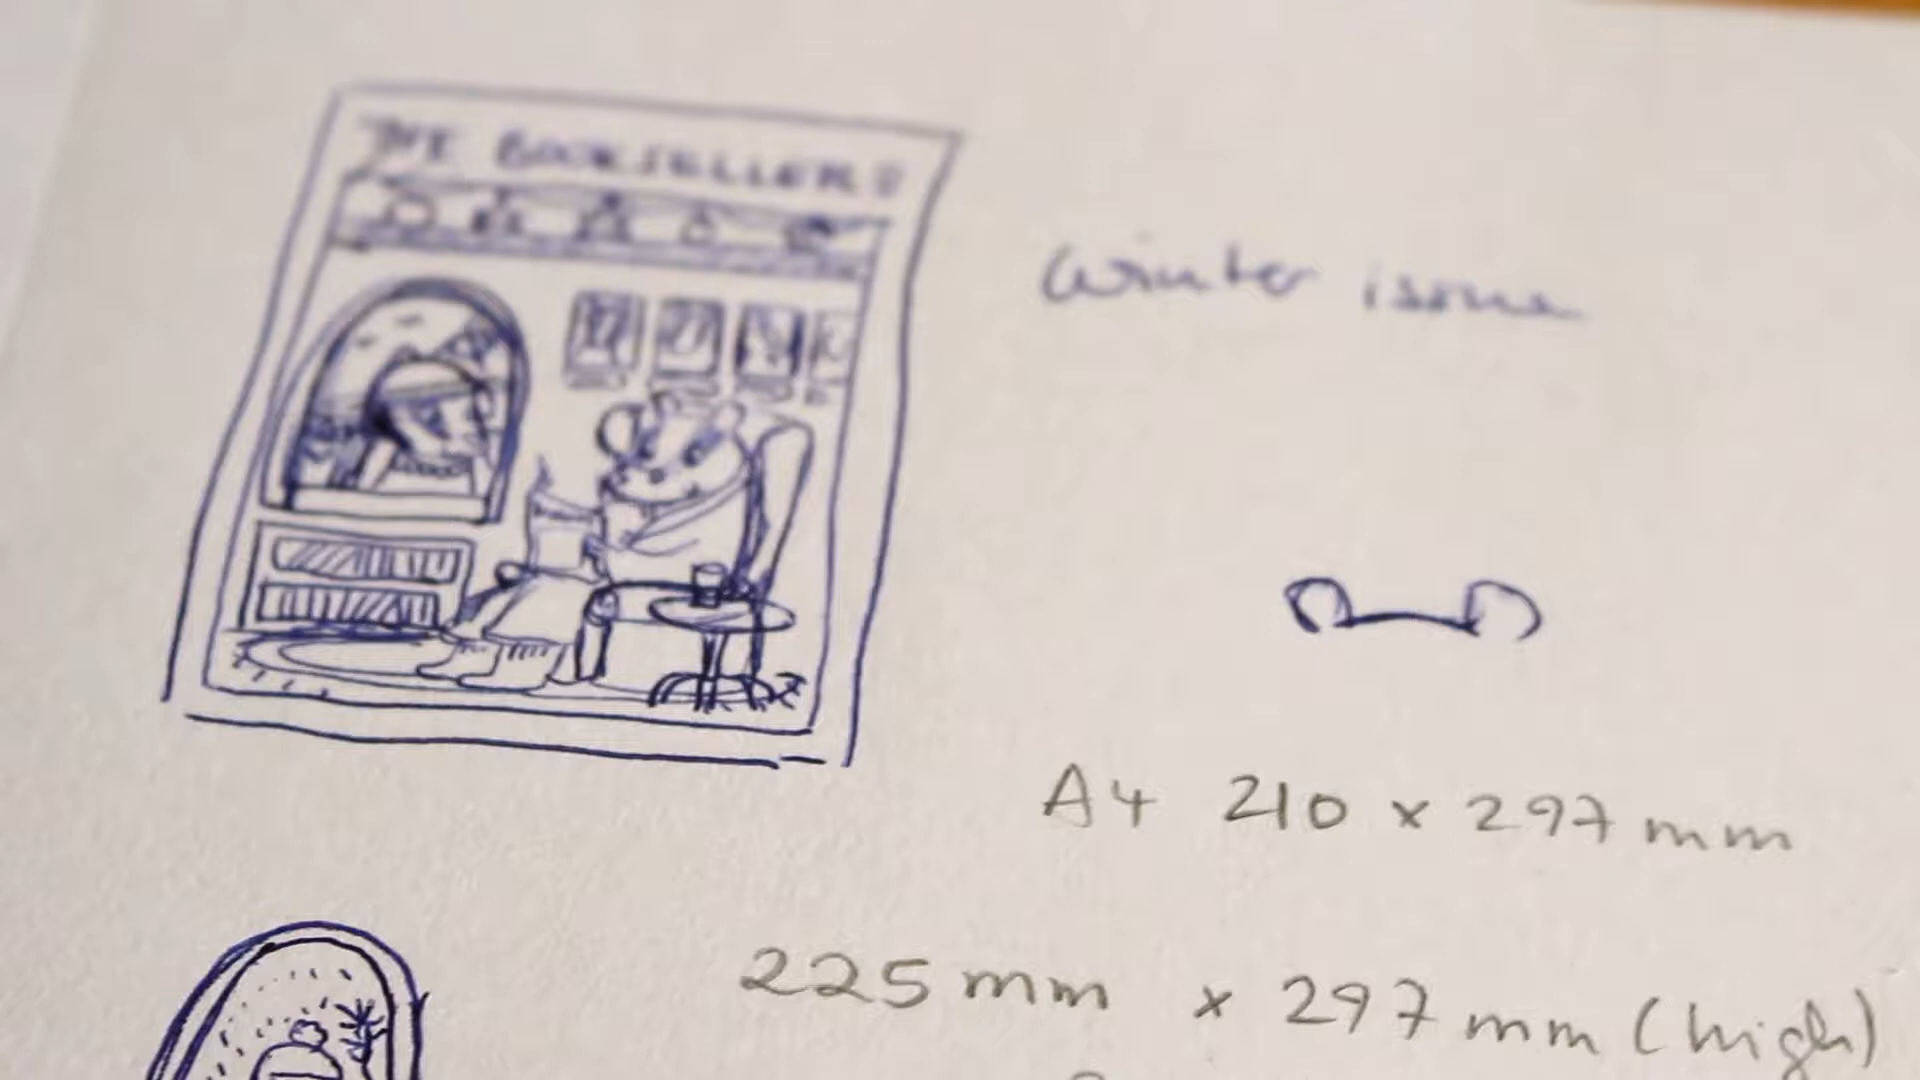 THE BOOKSELLER
winter issue
A4 210 x 297 mm
225 mm x 297 mm (high)